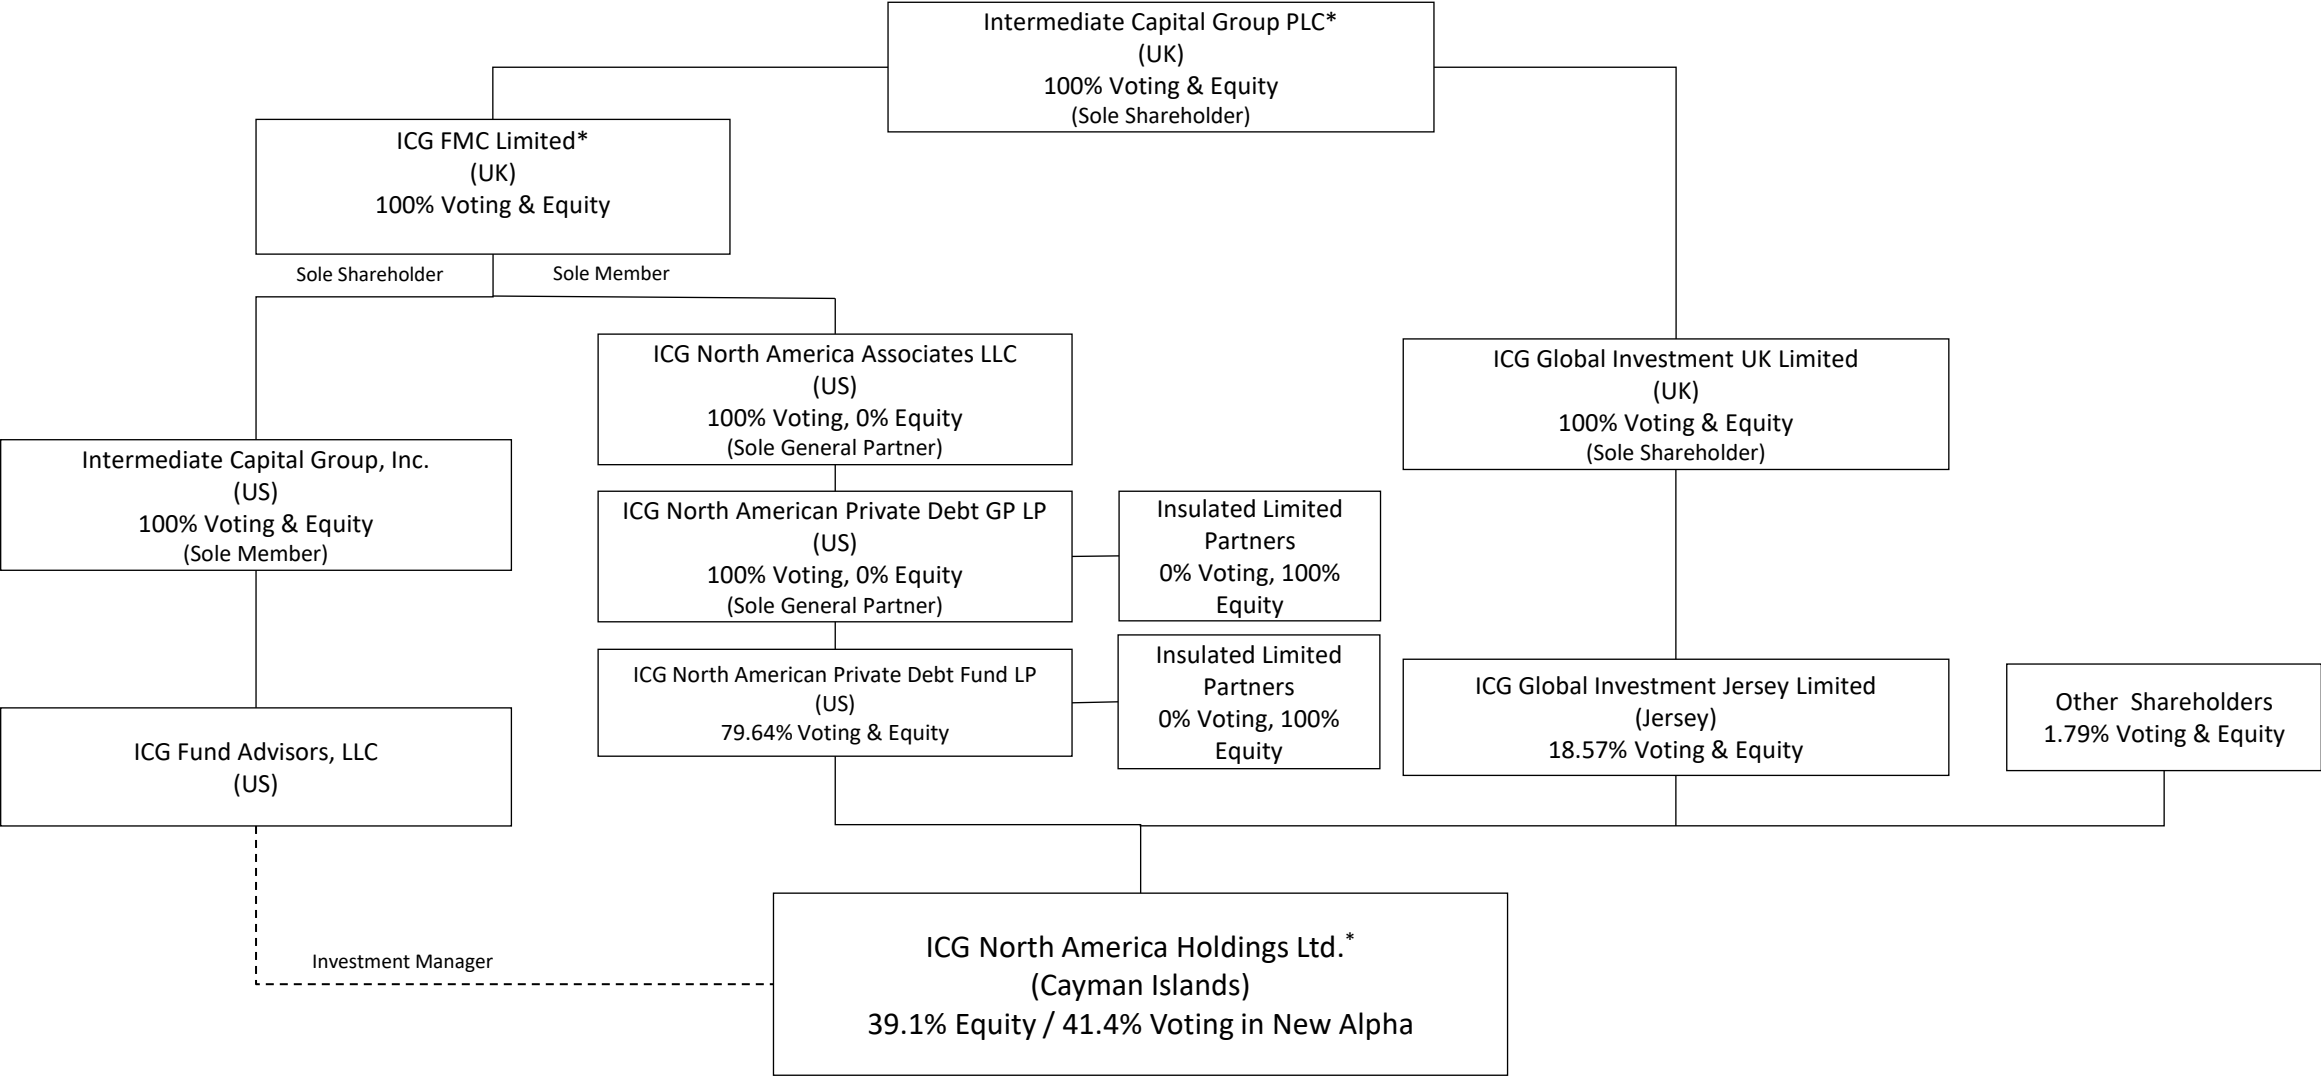 Intermediate Capital Group PLC*
(UK)
100% Voting & Equity
(Sole Shareholder)
ICG FMC Limited*
(UK)
100% Voting & Equity
Sole Shareholder
Sole Member
ICG North America Associates LLC
(US)
100% Voting, 0% Equity
(Sole General Partner)
ICG Global Investment UK Limited
(UK)
100% Voting & Equity
(Sole Shareholder)
Intermediate Capital Group, Inc.
(US)
100% Voting & Equity
(Sole Member)
ICG North American Private Debt GP LP
(US)
100% Voting, 0% Equity
(Sole General Partner)
Insulated Limited
Partners
0% Voting, 100%
Equity
ICG North American Private Debt Fund LP
(US)
79.64% Voting & Equity
Insulated Limited
Partners
0% Voting, 100%
Equity
ICG Global Investment Jersey Limited
(Jersey)
18.57% Voting & Equity
Other Shareholders
1.79% Voting & Equity
ICG Fund Advisors, LLC
(US)
Investment Manager
ICG North America Holdings Ltd.*
(Cayman Islands)
39.1% Equity / 41.4% Voting in New Alpha